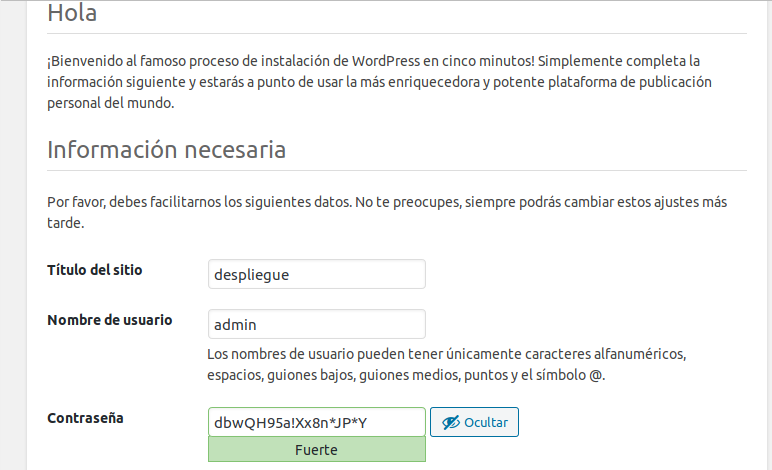 Hola
¡Bienvenido al famoso proceso de instalación de WordPress en cinco minutos! Simplemente completa la
información siguiente y estarás a punto de usar la más enriquecedora y potente plataforma de publicación
personal del mundo.
Información necesaria
Por favor, debes facilitarnos los siguientes datos. No te preocupes, siempre podrás cambiar estos ajustes más
tarde.
Título del sitio
despliegue
Nombre de usuario
admin
Los nombres de usuario pueden tener únicamente caracteres alfanuméricos,
espacios, guiones bajos, guiones medios, puntos y el símbolo @.
Contraseña
dbwQH95a!Xx8n*JP*Y
Ocultar
Fuerte